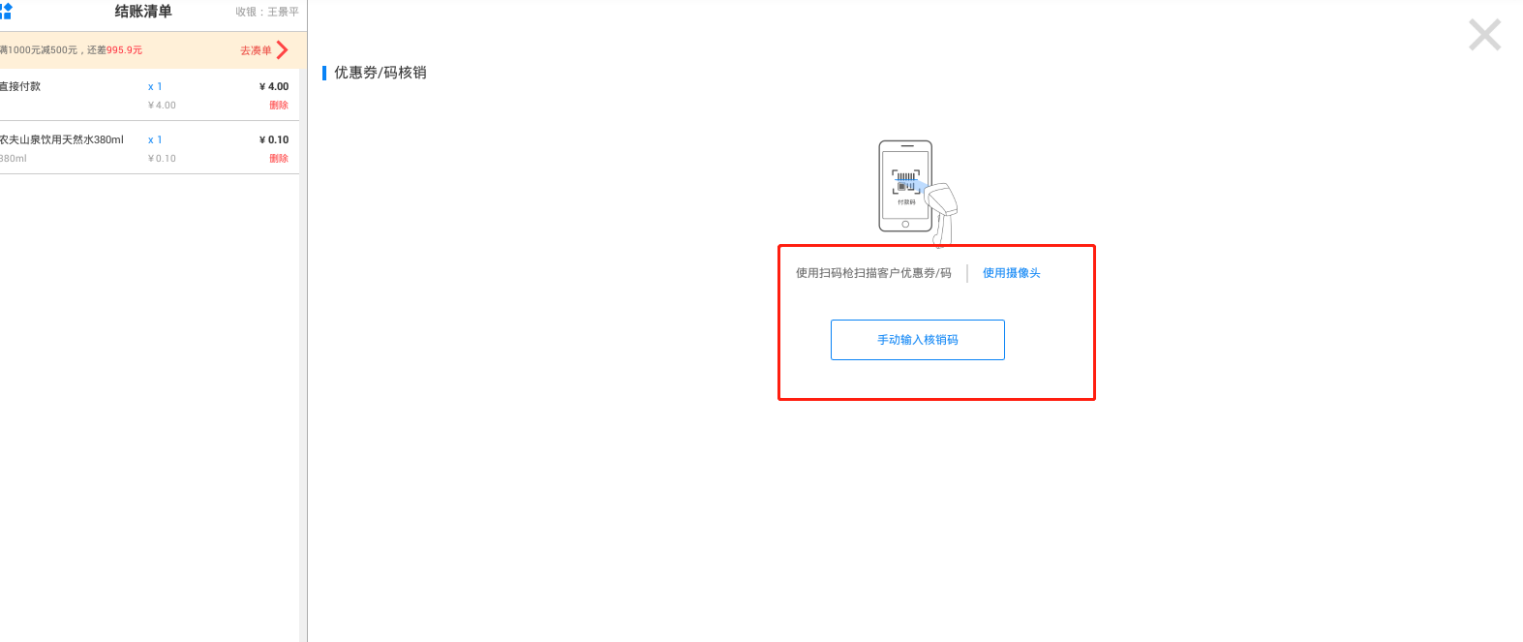 结账清单
收银：王景平
满1000元减500元，还差995.9元
去凑单
直接付款
x 1
¥ 4.00
¥ 4.00
删除
农夫山泉饮用天然水380ml
x 1
¥ 0.10
380ml
¥ 0.10
删除
优惠券/码核销
付款码
使用扫码枪扫描客户优惠券/码
使用摄像头
手动输入核销码